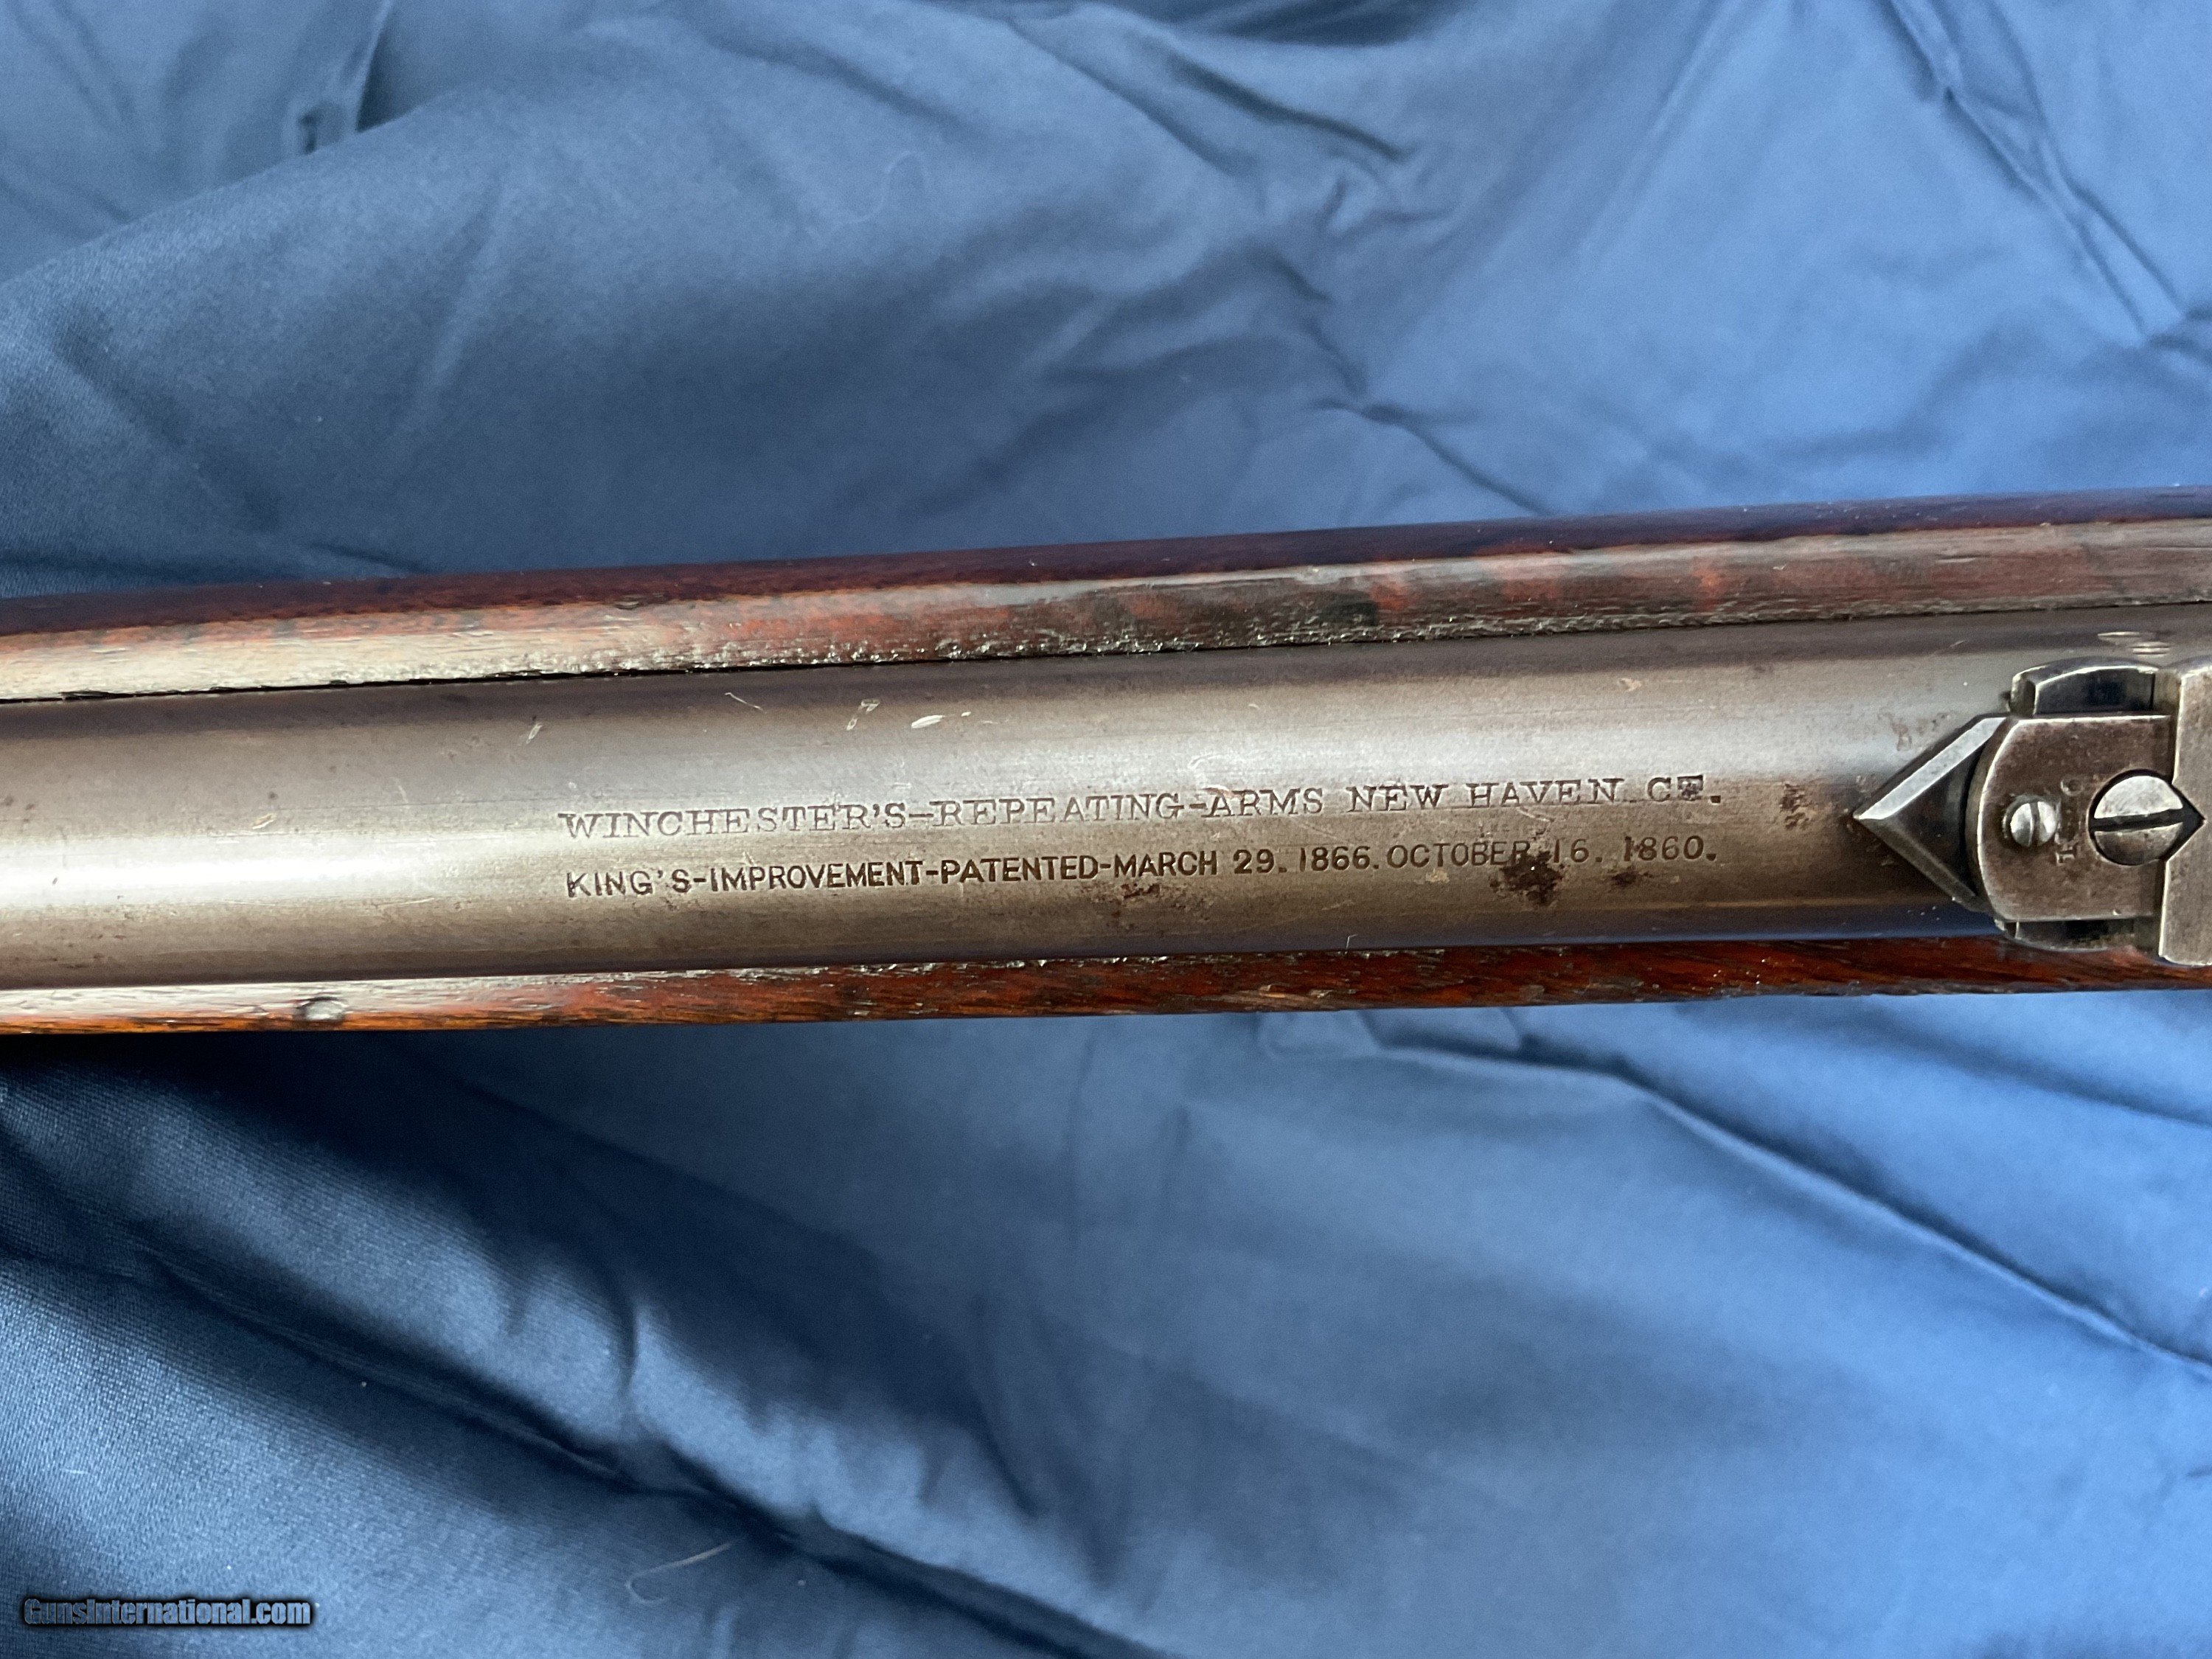 WINCHESTER'S-REPEATING-ARMS NEW HAVEN. CT.
KING'S-IMPROVEMENT-PATENTED-MARCH 29. 1866. OCTOBER 16. 1860.
GunsInternational.com